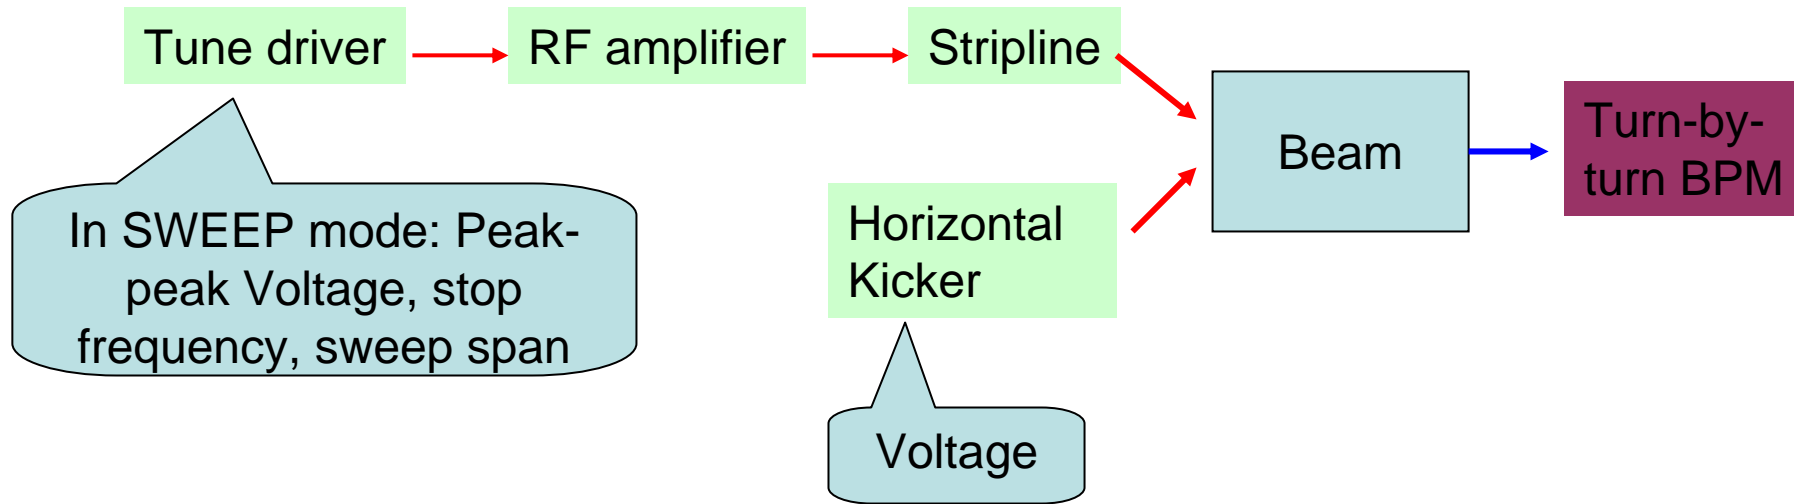 Tune driver
RF amplifier
Stripline
Beam
Turn-by-
turn BPM
In SWEEP mode: Peak-
peak Voltage, stop
frequency, sweep span
Horizontal
Kicker
Voltage